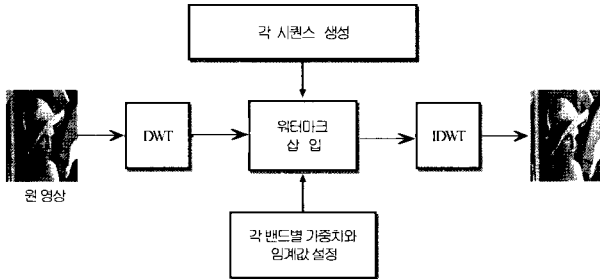 각 시퀀스 생성
DWT
워터마크
삽 입
IDWT
원 영상
각 밴드별 가중치와
임계값 설정